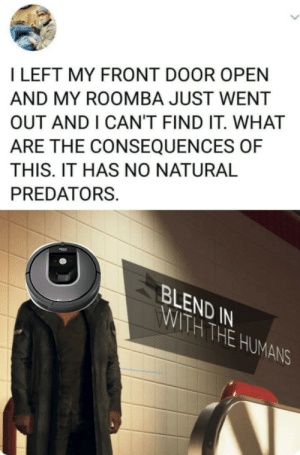 I LEFT MY FRONT DOOR OPEN
AND MY ROOMBA JUST WENT
OUT AND I CAN'T FIND IT. WHAT
ARE THE CONSEQUENCES OF
THIS. IT HAS NO NATURAL
PREDATORS.
BLEND IN
WITH THE HUMANS